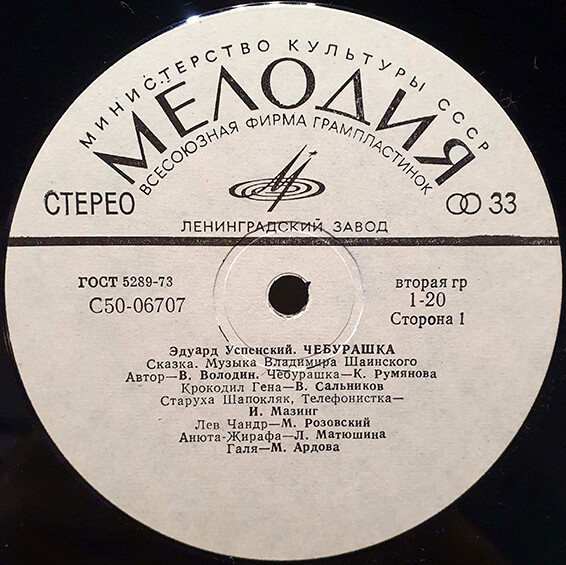 МИНИСТЕРСТВО КУЛЬТУРЫ СССР
МЕЛОДИЯ
ВСЕСОЮЗНАЯ ФИРМА ГРАМПЛАСТИНОК
СТЕРЕО
33
ЛЕНИНГРАДСКИЙ ЗАВОД
ГОСТ 5289-73
С50-06707
вторая гр
1-20
Сторона 1
Эдуард Успенский. ЧЕБУРАШКА
Сказка. Музыка Владимира Шаинского
Автор—В. Володин. Чебурашка—К. Румянова
Крокодил Гена—В. Сальников
Старуха Шапокляк, Телефонистка—
И. Мазинг
Лев Чандр—М. Розовский
Анюта-Жирафа—Л. Матюшина
Галя—М. Ардова